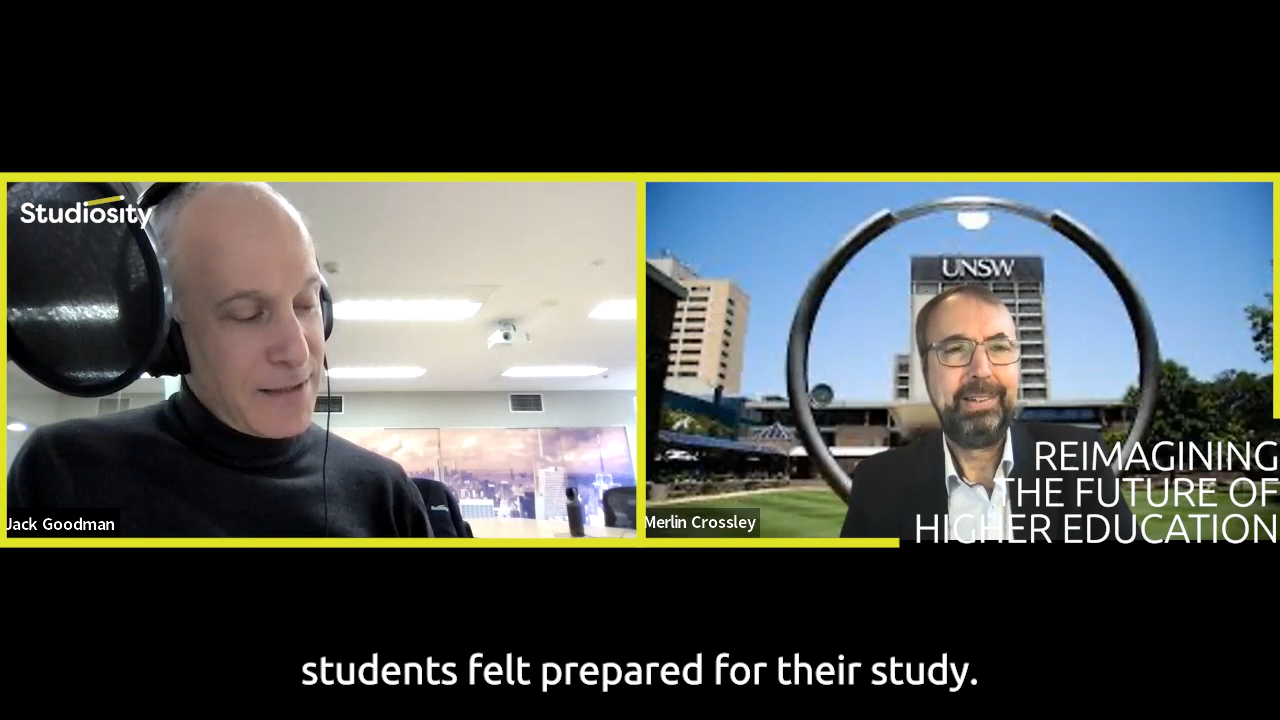 Studiosity
UNSW
REIMAGINING
THE FUTURE OF
HIGHER EDUCATION
Jack Goodman
Merlin Crossley
students felt prepared for their study.